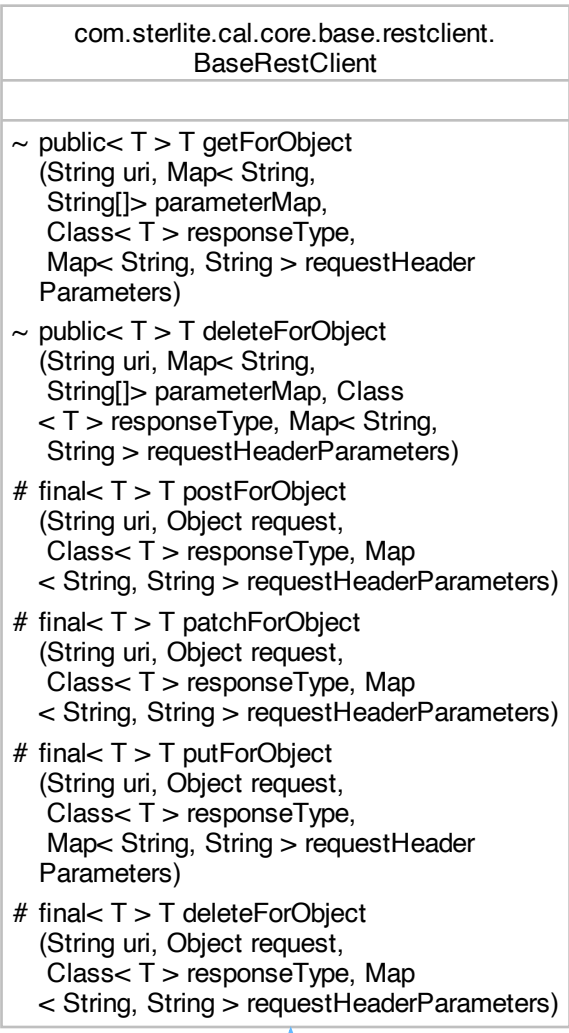 com.sterlite.cal.core.base.restclient.
BaseRestClient
~ public< T > T getForObject
(String uri, Map< String,
String[]> parameterMap,
Class< T > responseType,
Map< String, String > requestHeader
Parameters)
~ public< T > T deleteForObject
(String uri, Map< String,
String[]> parameterMap, Class
< T > responseType, Map< String,
String > requestHeaderParameters)
# final< T > T postForObject
(String uri, Object request,
Class< T > responseType, Map
< String, String > requestHeaderParameters)
# final< T > T patchForObject
(String uri, Object request,
Class< T > responseType, Map
< String, String > requestHeaderParameters)
# final< T > T putForObject
(String uri, Object request,
Class< T > responseType,
Map< String, String > requestHeader
Parameters)
# final< T > T deleteForObject
(String uri, Object request,
Class< T > responseType, Map
< String, String > requestHeaderParameters)